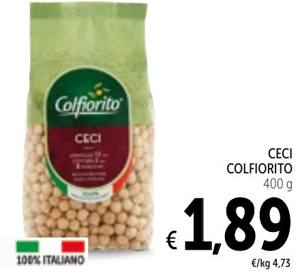 Colfiorito
CECI
100% ITALIANO
CECI
COLFIORITO
400 g
€ 1,89
€/kg 4,73